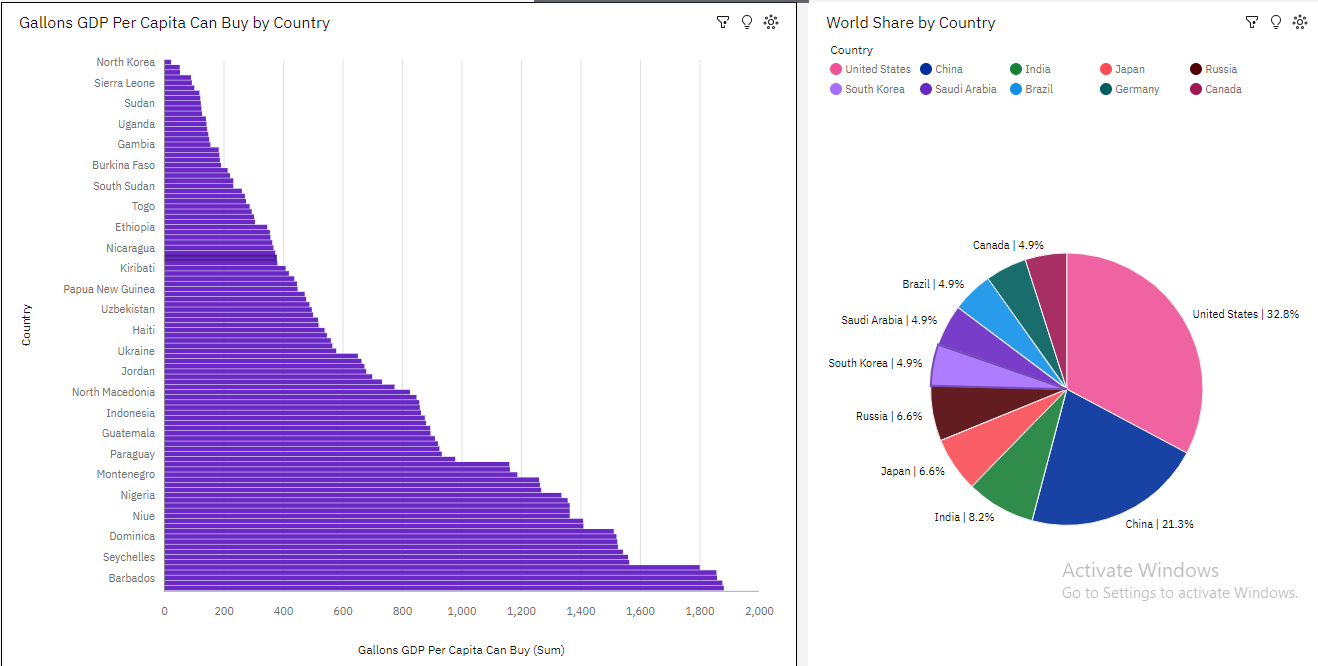 Gallons GDP Per Capita Can Buy by Country
North Korea
Sierra Leone
Sudan
Uganda
Gambia
Burkina Faso
South Sudan
Togo
Ethiopia
Nicaragua
Kiribati
Papua New Guinea
Uzbekistan
Haiti
Ukraine
Jordan
North Macedonia
Indonesia
Guatemala
Paraguay
Montenegro
Nigeria
Niue
Dominica
Seychelles
Barbados
Country
0 200 400 600 800 1,000 1,200 1,400 1,600 1,800 2,000
Gallons GDP Per Capita Can Buy (Sum)
World Share by Country
Country
United States China India Japan Russia
South Korea Saudi Arabia Brazil Germany Canada
Canada | 4.9%
Brazil | 4.9%
United States | 32.8%
Saudi Arabia | 4.9%
South Korea | 4.9%
Russia | 6.6%
Japan | 6.6%
India | 8.2%
China | 21.3%
Activate Windows
Go to Settings to activate Windows.